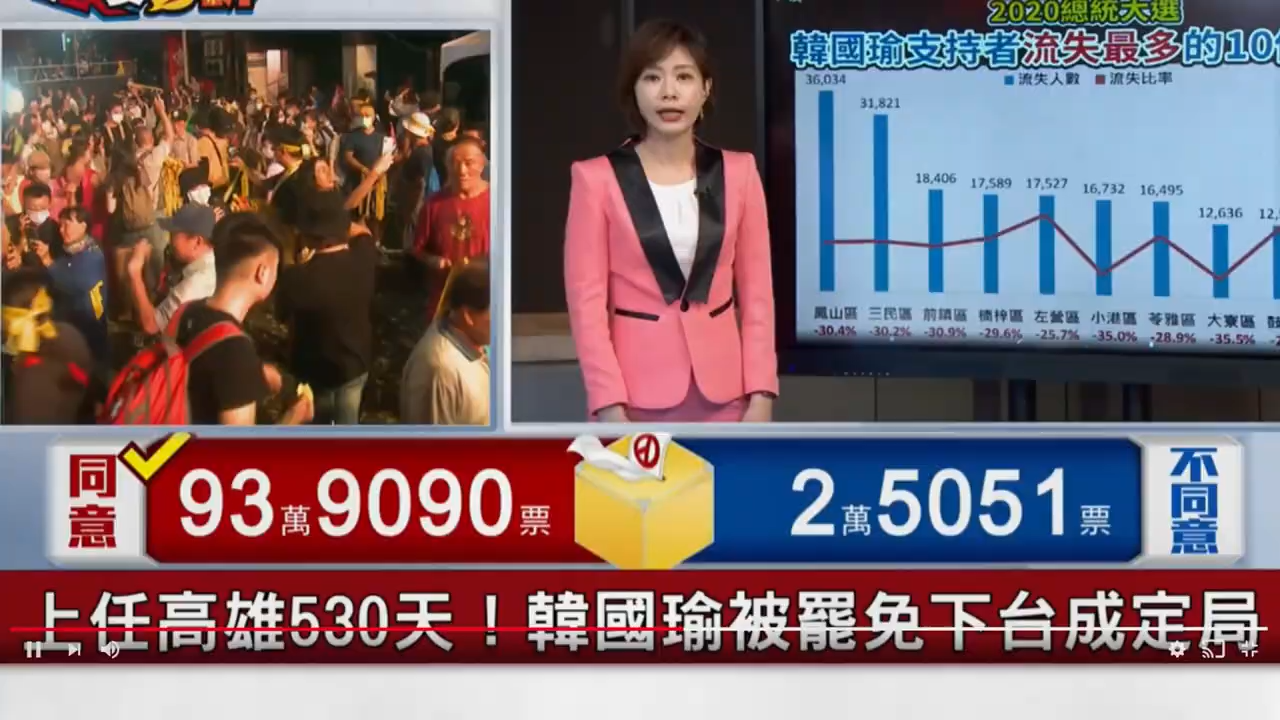 2020總統大選
韓國瑜支持者流失最多的10
流失人數 流失比率
36,034
31,821
18,406
17,589
17,527
16,732
16,495
12,636
鳳山區 三民區 前鎮區 楠梓區 左營區 小港區 苓雅區 大寮區
-30.4% -30.2% -30.9% -29.6% -25.7% -35.0% -28.9% -35.5%
同意 93萬9090票 2萬5051票 不同意
上任高雄530天！韓國瑜被罷免下台成定局